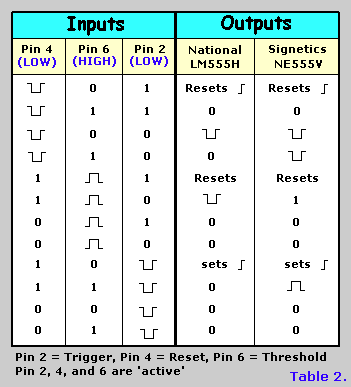 Inputs Outputs
Pin 4 Pin 6 Pin 2 National Signetics
(LOW) (HIGH) (LOW) LM555H NE555V
0 1 Resets Resets
1 1 0 0
0 0
1 0 0
1 1 Resets Resets
1 0 1
0 1 0 0
0 0 0 0
1 0 sets sets
1 1 0
0 0 0 0
0 1 0 0
Pin 2 = Trigger, Pin 4 = Reset, Pin 6 = Threshold
Pin 2, 4, and 6 are 'active'
Table 2.